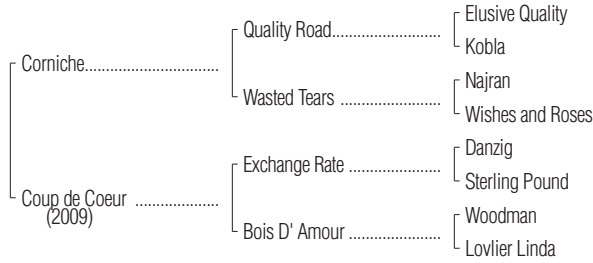 Elusive Quality
Quality Road
Kobla
Corniche
Najran
Wasted Tears
Wishes and Roses
Danzig
Exchange Rate
Sterling Pound
Coup de Coeur
(2009)
Woodman
Bois D' Amour
Lovlier Linda